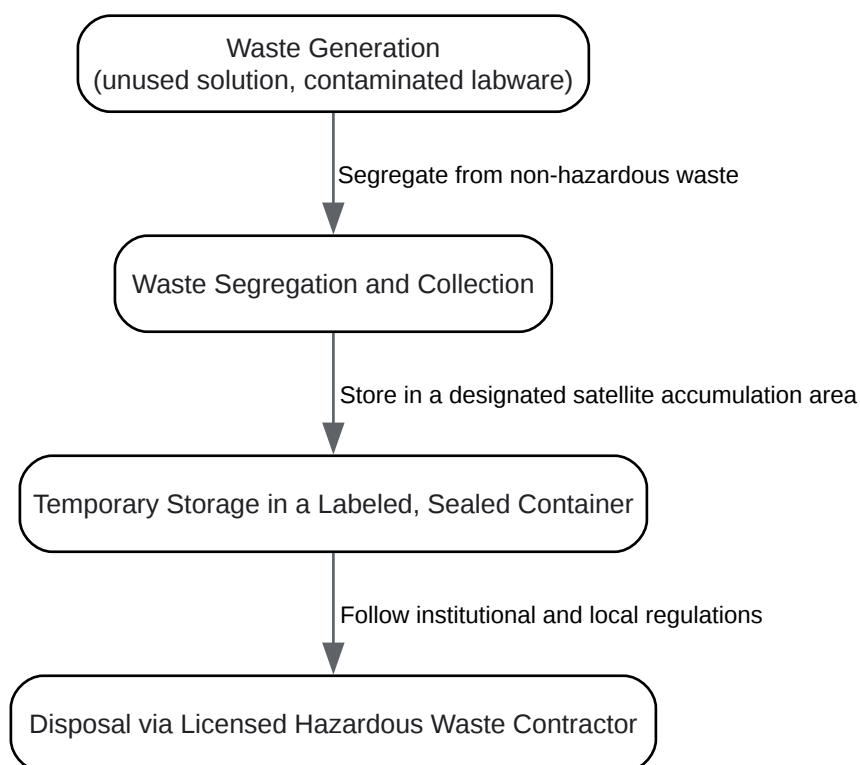 Waste Generation
(unused solution, contaminated labware)
Segregate from non-hazardous waste
Waste Segregation and Collection
Store in a designated satellite accumulation area
Temporary Storage in a Labeled, Sealed Container
Follow institutional and local regulations
Disposal via Licensed Hazardous Waste Contractor